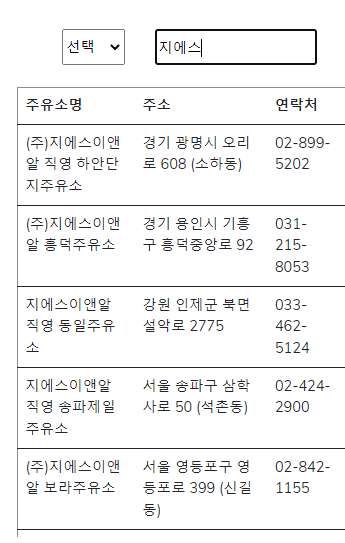 선택
지에스
주유소명 주소 연락처
(주)지에스이앤 경기 광명시 오리 02-899-
알 직영 하안단 로 608 (소하동) 5202
지주유소
(주)지에스이앤 경기 용인시 기흥 031-
알 흥덕주유소 구 흥덕중앙로 92 215-
8053
지에스이앤알 강원 인제군 북면 033-
직영 동일주유 설악로 2775 462-
소 5124
지에스이앤알 서울 송파구 삼학 02-424-
직영 송파제일 사로 50 (석촌동) 2900
주유소
(주)지에스이앤 서울 영등포구 영 02-842-
알 보라주유소 등포로 399 (신길 1155
동)